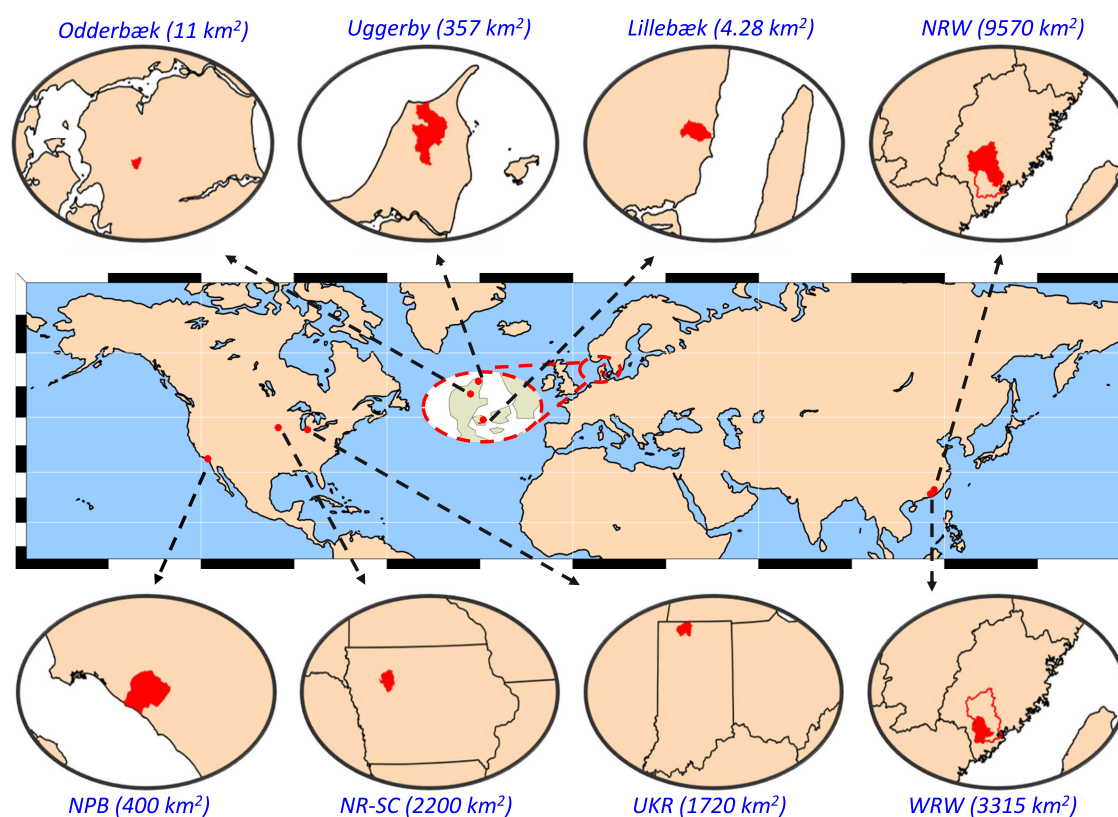 Odderbæk (11 km²)
Uggerby (357 km²)
Lillebæk (4.28 km²)
NRW (9570 km²)
NPB (400 km²)
NR-SC (2200 km²)
UKR (1720 km²)
WRW (3315 km²)